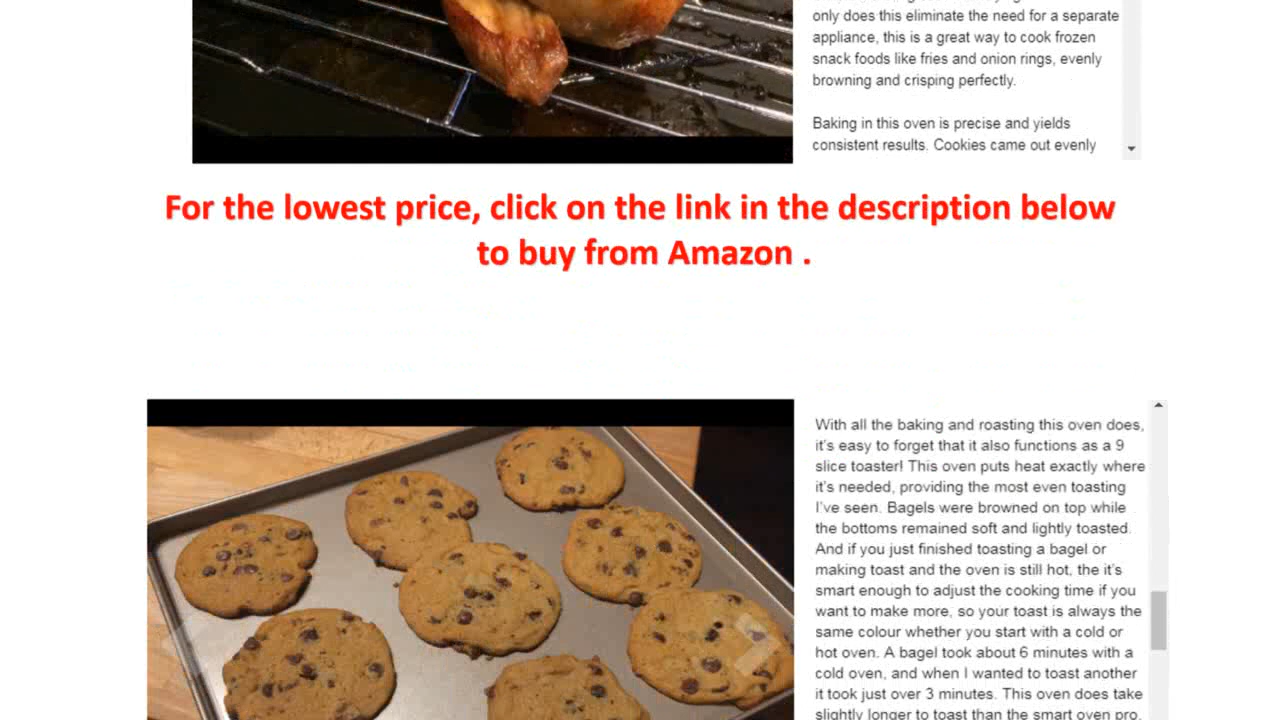 only does this eliminate the need for a separate
appliance, this is a great way to cook frozen
snack foods like fries and onion rings, evenly
browning and crisping perfectly.
Baking in this oven is precise and yields
consistent results. Cookies came out evenly
For the lowest price, click on the link in the description below
to buy from Amazon .
With all the baking and roasting this oven does,
it's easy to forget that it also functions as a 9
slice toaster! This oven puts heat exactly where
it's needed, providing the most even toasting
I've seen. Bagels were browned on top while
the bottoms remained soft and lightly toasted.
And if you just finished toasting a bagel or
making toast and the oven is still hot, the it's
smart enough to adjust the cooking time if you
want to make more, so your toast is always the
same colour whether you start with a cold or
hot oven. A bagel took about 6 minutes with a
cold oven, and when I wanted to toast another
it took just over 3 minutes. This oven does take
slightly longer to toast than the smart oven pro.